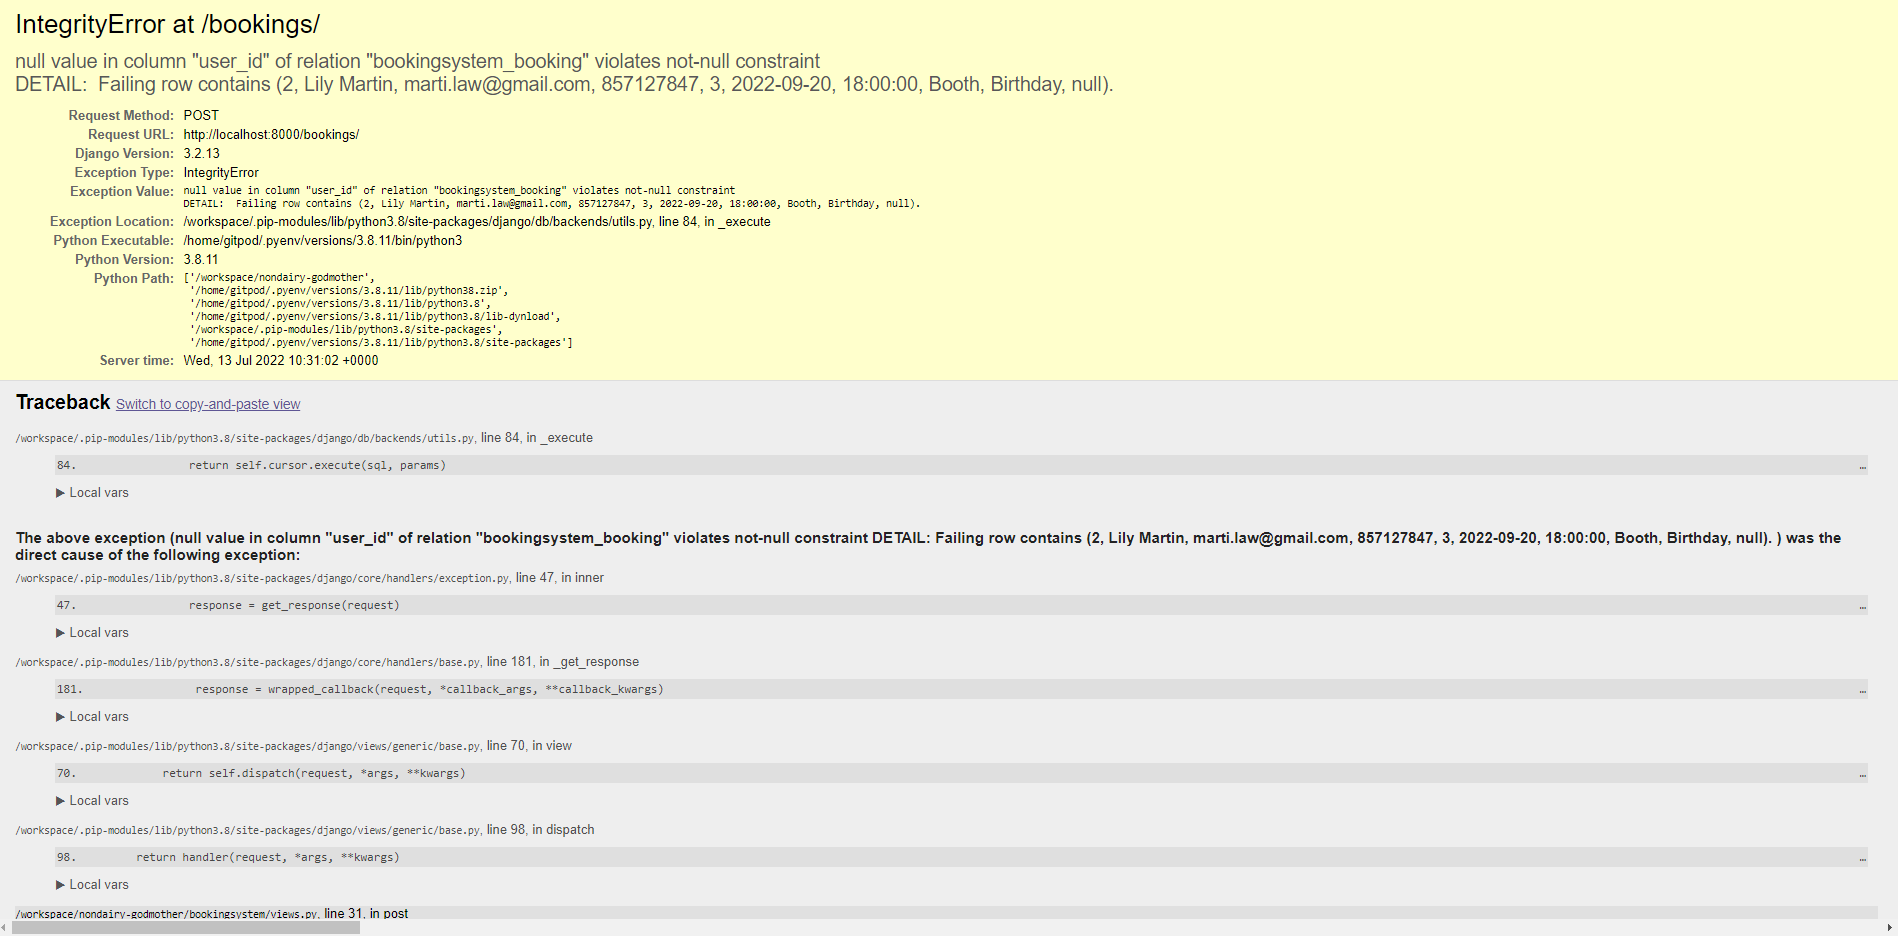 IntegrityError at /bookings/
null value in column "user_id" of relation "bookingsystem_booking" violates not-null constraint
DETAIL:  Failing row contains (2, Lily Martin, marti.law@gmail.com, 857127847, 3, 2022-09-20, 18:00:00, Booth, Birthday, null).
Request Method: POST
Request URL: http://localhost:8000/bookings/
Django Version: 3.2.13
Exception Type: IntegrityError
Exception Value: null value in column "user_id" of relation "bookingsystem_booking" violates not-null constraint
DETAIL:  Failing row contains (2, Lily Martin, marti.law@gmail.com, 857127847, 3, 2022-09-20, 18:00:00, Booth, Birthday, null).
Exception Location: /workspace/.pip-modules/lib/python3.8/site-packages/django/db/backends/utils.py, line 84, in _execute
Python Executable: /home/gitpod/.pyenv/versions/3.8.11/bin/python3
Python Version: 3.8.11
Python Path: ['/workspace/nondairy-godmother',
'/home/gitpod/.pyenv/versions/3.8.11/lib/python38.zip',
'/home/gitpod/.pyenv/versions/3.8.11/lib/python3.8',
'/home/gitpod/.pyenv/versions/3.8.11/lib/python3.8/lib-dynload',
'/workspace/.pip-modules/lib/python3.8/site-packages',
'/home/gitpod/.pyenv/versions/3.8.11/lib/python3.8/site-packages']
Server time: Wed, 13 Jul 2022 10:31:02 +0000
Traceback Switch to copy-and-paste view
/workspace/.pip-modules/lib/python3.8/site-packages/django/db/backends/utils.py, line 84, in _execute
84. return self.cursor.execute(sql, params) …
▶ Local vars
The above exception (null value in column "user_id" of relation "bookingsystem_booking" violates not-null constraint DETAIL: Failing row contains (2, Lily Martin, marti.law@gmail.com, 857127847, 3, 2022-09-20, 18:00:00, Booth, Birthday, null). ) was the
direct cause of the following exception:
/workspace/.pip-modules/lib/python3.8/site-packages/django/core/handlers/exception.py, line 47, in inner
47. response = get_response(request) …
▶ Local vars
/workspace/.pip-modules/lib/python3.8/site-packages/django/core/handlers/base.py, line 181, in _get_response
181. response = wrapped_callback(request, *callback_args, **callback_kwargs) …
▶ Local vars
/workspace/.pip-modules/lib/python3.8/site-packages/django/views/generic/base.py, line 70, in view
70. return self.dispatch(request, *args, **kwargs) …
▶ Local vars
/workspace/.pip-modules/lib/python3.8/site-packages/django/views/generic/base.py, line 98, in dispatch
98. return handler(request, *args, **kwargs) …
▶ Local vars
/workspace/nondairy-godmother/bookingsystem/views.py, line 31, in post